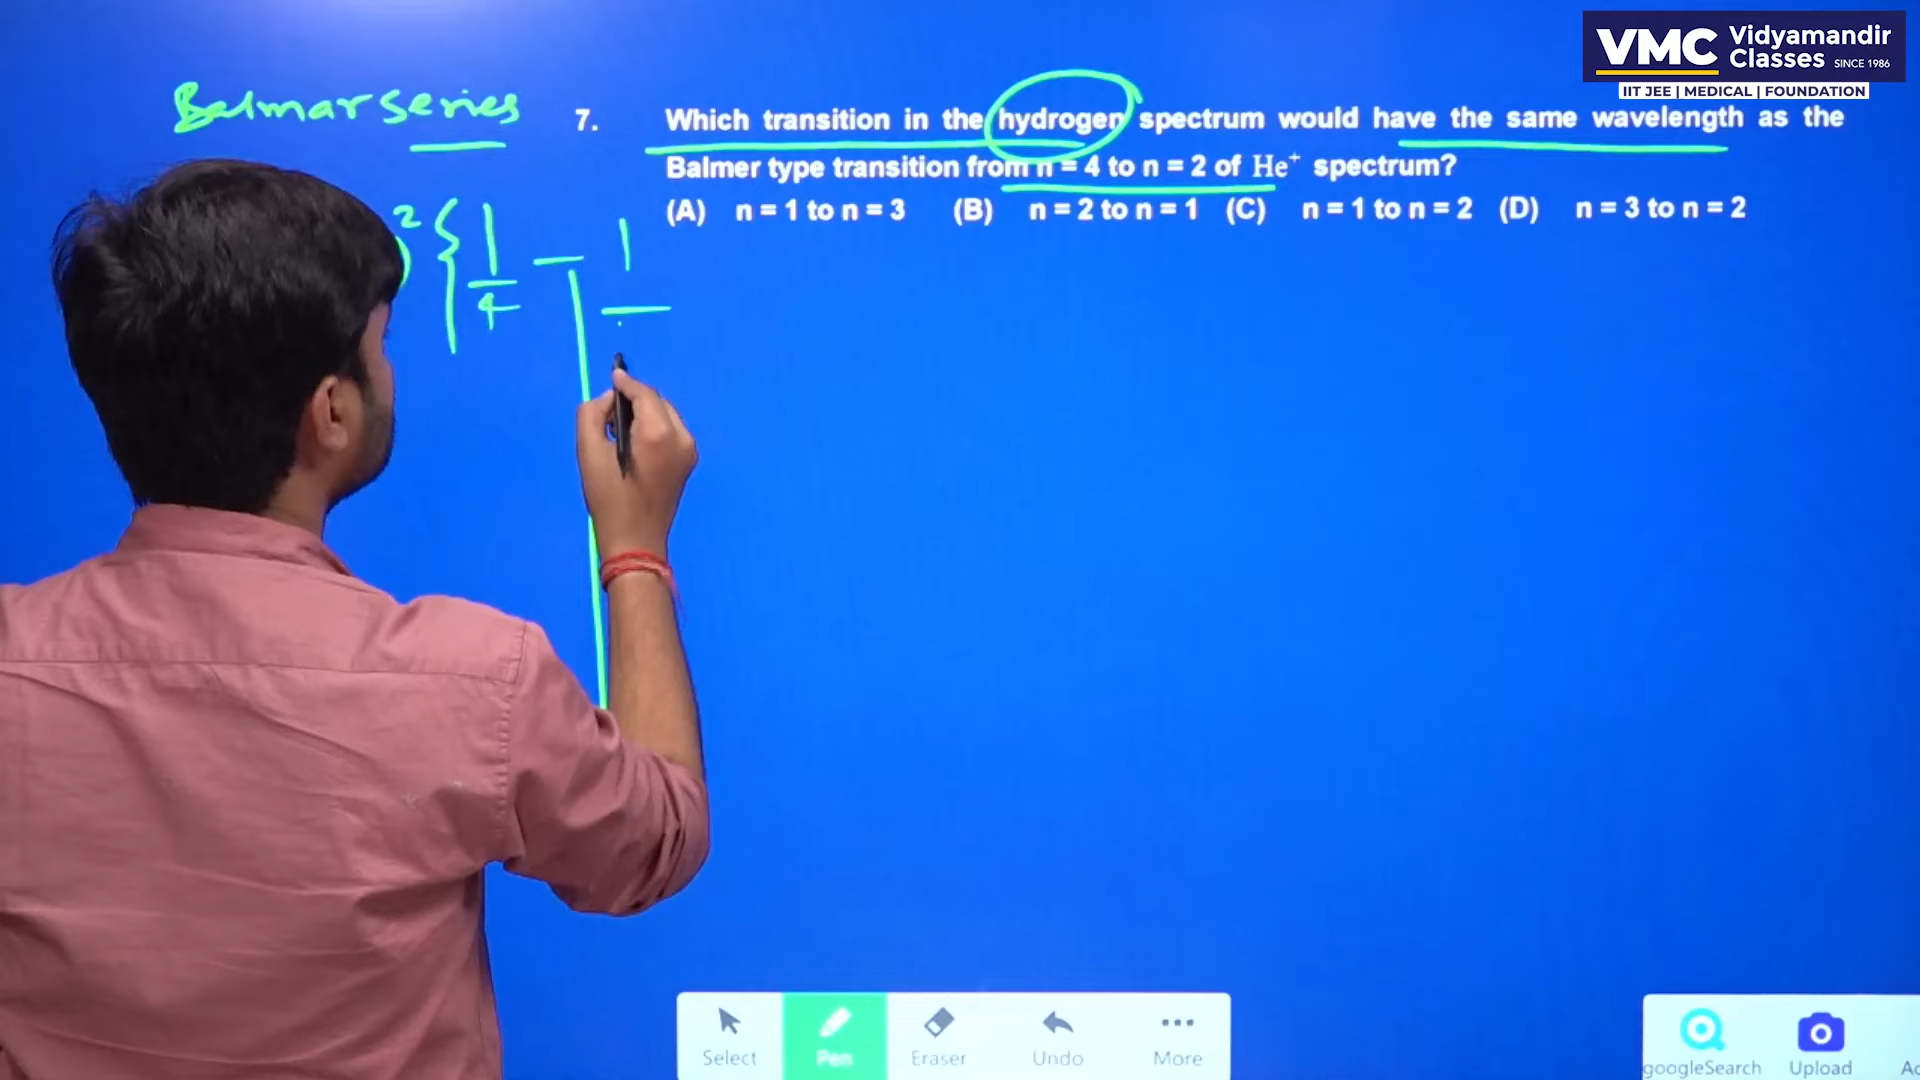 VMC Vidyamandir Classes SINCE 1986
IIT JEE | MEDICAL | FOUNDATION
Balmar series
7. Which transition in the hydrogen spectrum would have the same wavelength as the
Balmer type transition from n = 4 to n = 2 of He⁺ spectrum?
(A) n = 1 to n = 3 (B) n = 2 to n = 1 (C) n = 1 to n = 2 (D) n = 3 to n = 2
)² { 1/4 − 1
Select Pen Eraser Undo More
googleSearch Upload